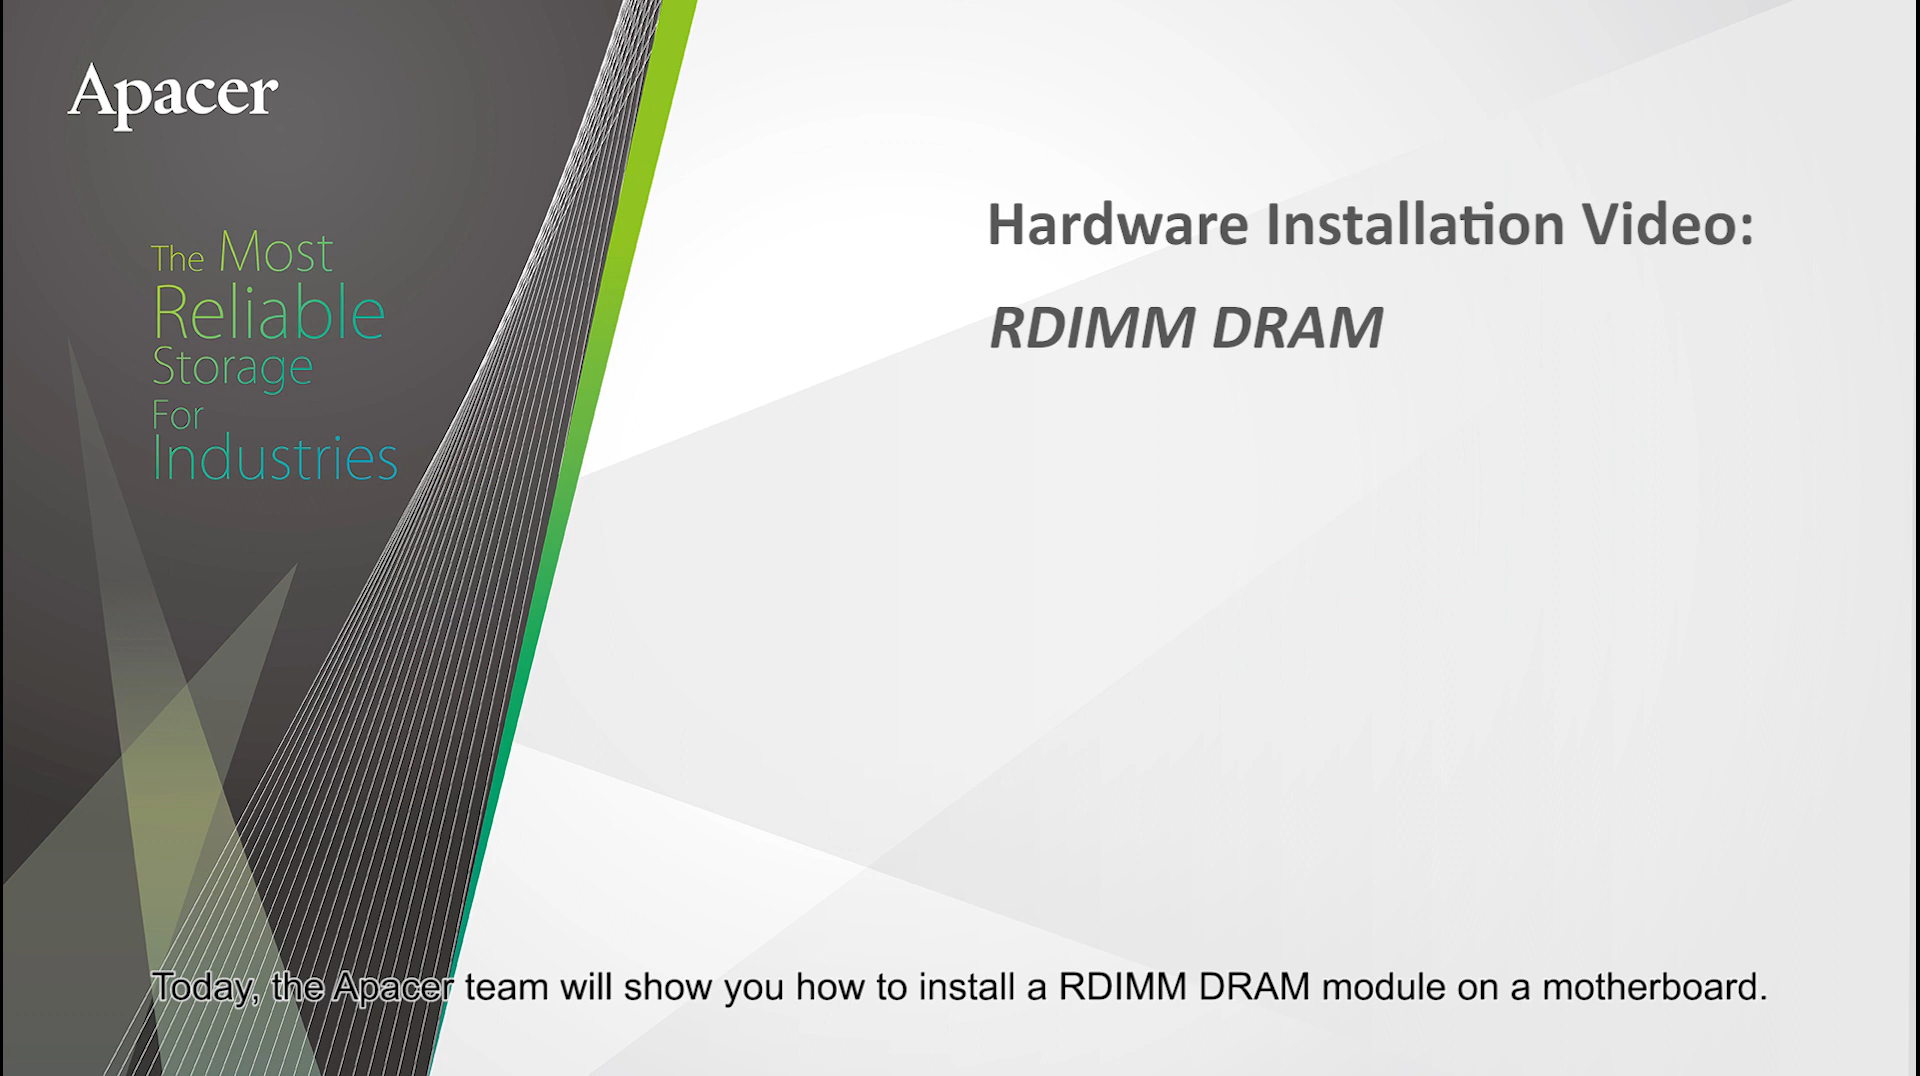 Apacer
The Most
Reliable
Storage
For
Industries
Hardware Installation Video:
RDIMM DRAM
Today, the Apacer team will show you how to install a RDIMM DRAM module on a motherboard.